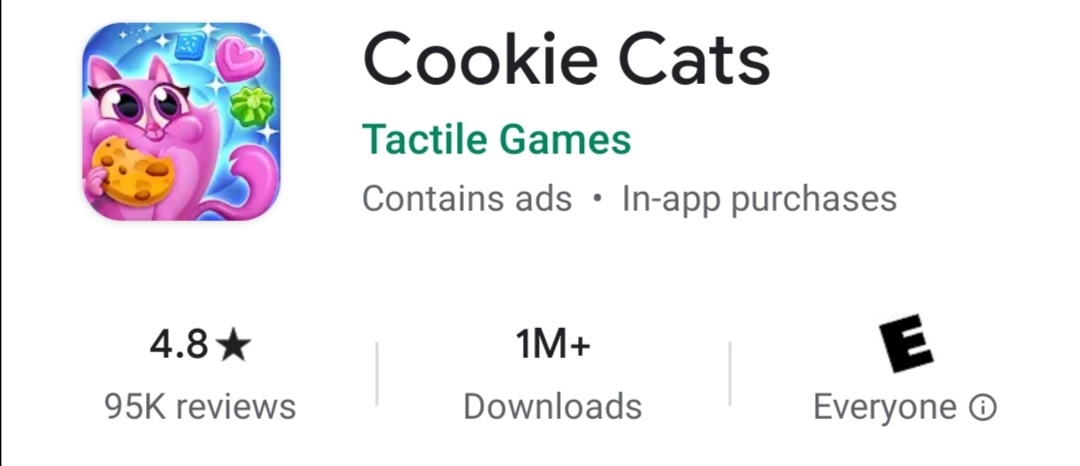 Cookie Cats
Tactile Games
Contains ads • In-app purchases
4.8★ 1M+ E
95K reviews Downloads Everyone ⓘ